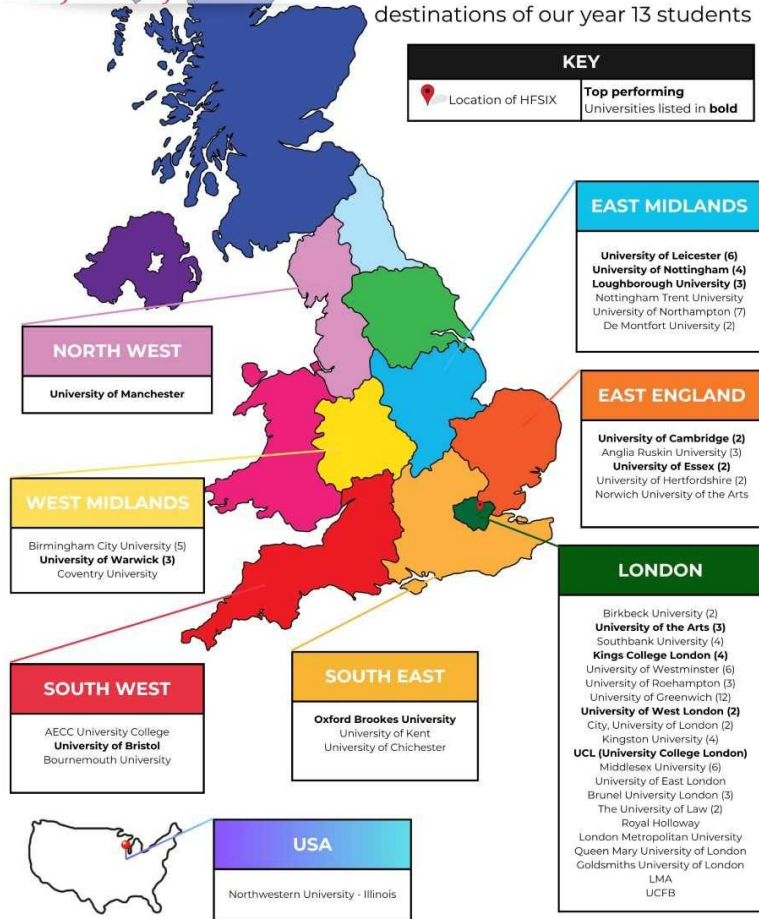 destinations of our year 13 students
KEY
Location of HFSIX
Top performing
Universities listed in bold
EAST MIDLANDS
University of Leicester (6)
University of Nottingham (4)
Loughborough University (3)
Nottingham Trent University
University of Northampton (7)
De Montfort University (2)
NORTH WEST
University of Manchester
EAST ENGLAND
University of Cambridge (2)
Anglia Ruskin University (3)
University of Essex (2)
University of Hertfordshire (2)
Norwich University of the Arts
WEST MIDLANDS
Birmingham City University (5)
University of Warwick (3)
Coventry University
LONDON
Birkbeck University (2)
University of the Arts (3)
Southbank University (4)
Kings College London (4)
University of Westminster (6)
University of Roehampton (3)
University of Greenwich (12)
University of West London (2)
City, University of London (2)
Kingston University (4)
UCL (University College London)
Middlesex University (6)
University of East London
Brunel University London (3)
The University of Law (2)
Royal Holloway
London Metropolitan University
Queen Mary University of London
Goldsmiths University of London
LMA
UCFB
SOUTH WEST
AECC University College
University of Bristol
Bournemouth University
SOUTH EAST
Oxford Brookes University
University of Kent
University of Chichester
USA
Northwestern University - Illinois